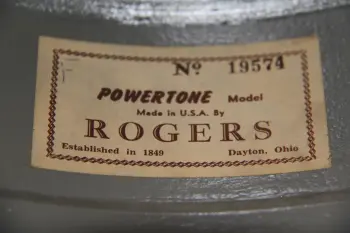 Nº 19574
POWERTONE Model
Made in U.S.A. By
ROGERS
Established in 1849 Dayton, Ohio